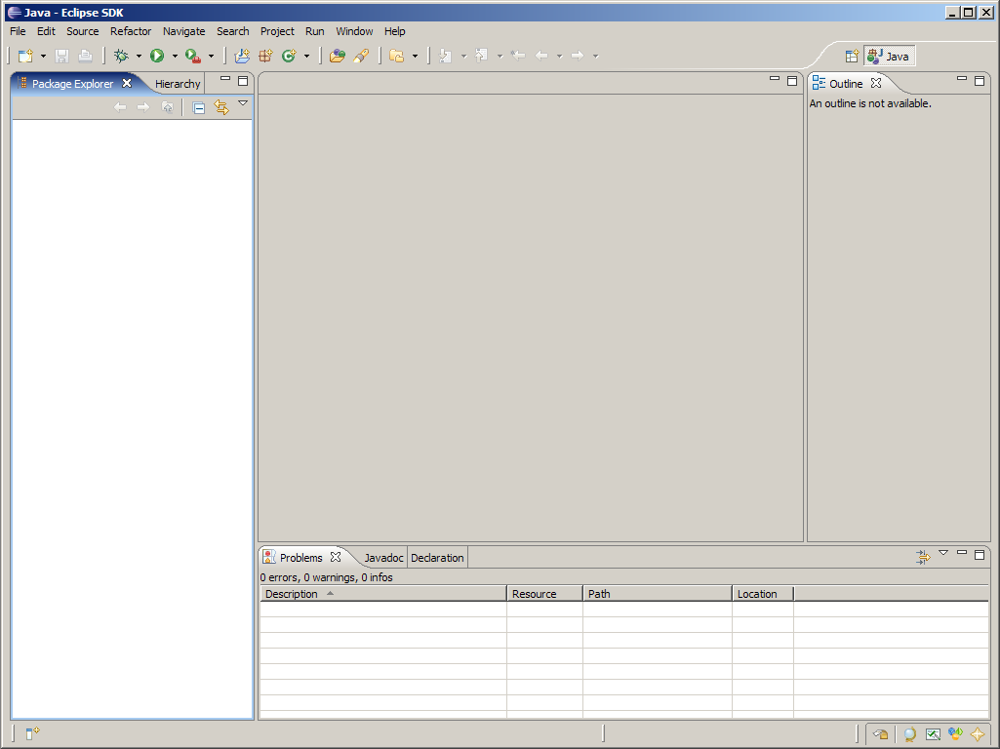 Java - Eclipse SDK
File Edit Source Refactor Navigate Search Project Run Window Help
Java
Package Explorer Hierarchy
Outline
An outline is not available.
Problems Javadoc Declaration
0 errors, 0 warnings, 0 infos
Description Resource Path Location